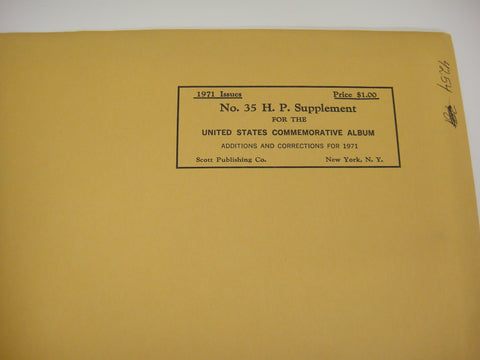 1971 Issues Price $1.00
No. 35 H. P. Supplement
FOR THE
UNITED STATES COMMEMORATIVE ALBUM
ADDITIONS AND CORRECTIONS FOR 1971
Scott Publishing Co. New York, N. Y.